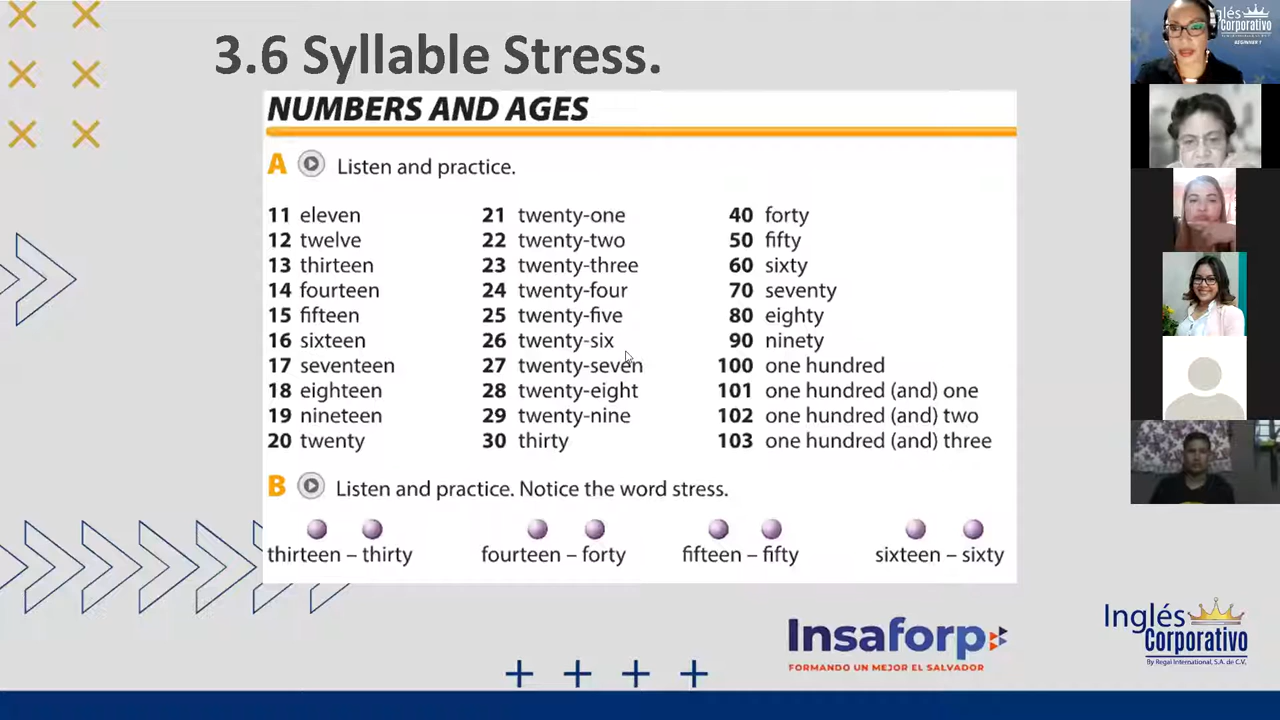 3.6 Syllable Stress.
NUMBERS AND AGES
A Listen and practice.
11 eleven
12 twelve
13 thirteen
14 fourteen
15 fifteen
16 sixteen
17 seventeen
18 eighteen
19 nineteen
20 twenty
21 twenty-one
22 twenty-two
23 twenty-three
24 twenty-four
25 twenty-five
26 twenty-six
27 twenty-seven
28 twenty-eight
29 twenty-nine
30 thirty
40 forty
50 fifty
60 sixty
70 seventy
80 eighty
90 ninety
100 one hundred
101 one hundred (and) one
102 one hundred (and) two
103 one hundred (and) three
B Listen and practice. Notice the word stress.
thirteen – thirty fourteen – forty fifteen – fifty sixteen – sixty
Insaforp
FORMANDO UN MEJOR EL SALVADOR
Inglés
Corporativo
By Regal International, S.A. de C.V.
Inglés
Corporativo
BEGINNER 1